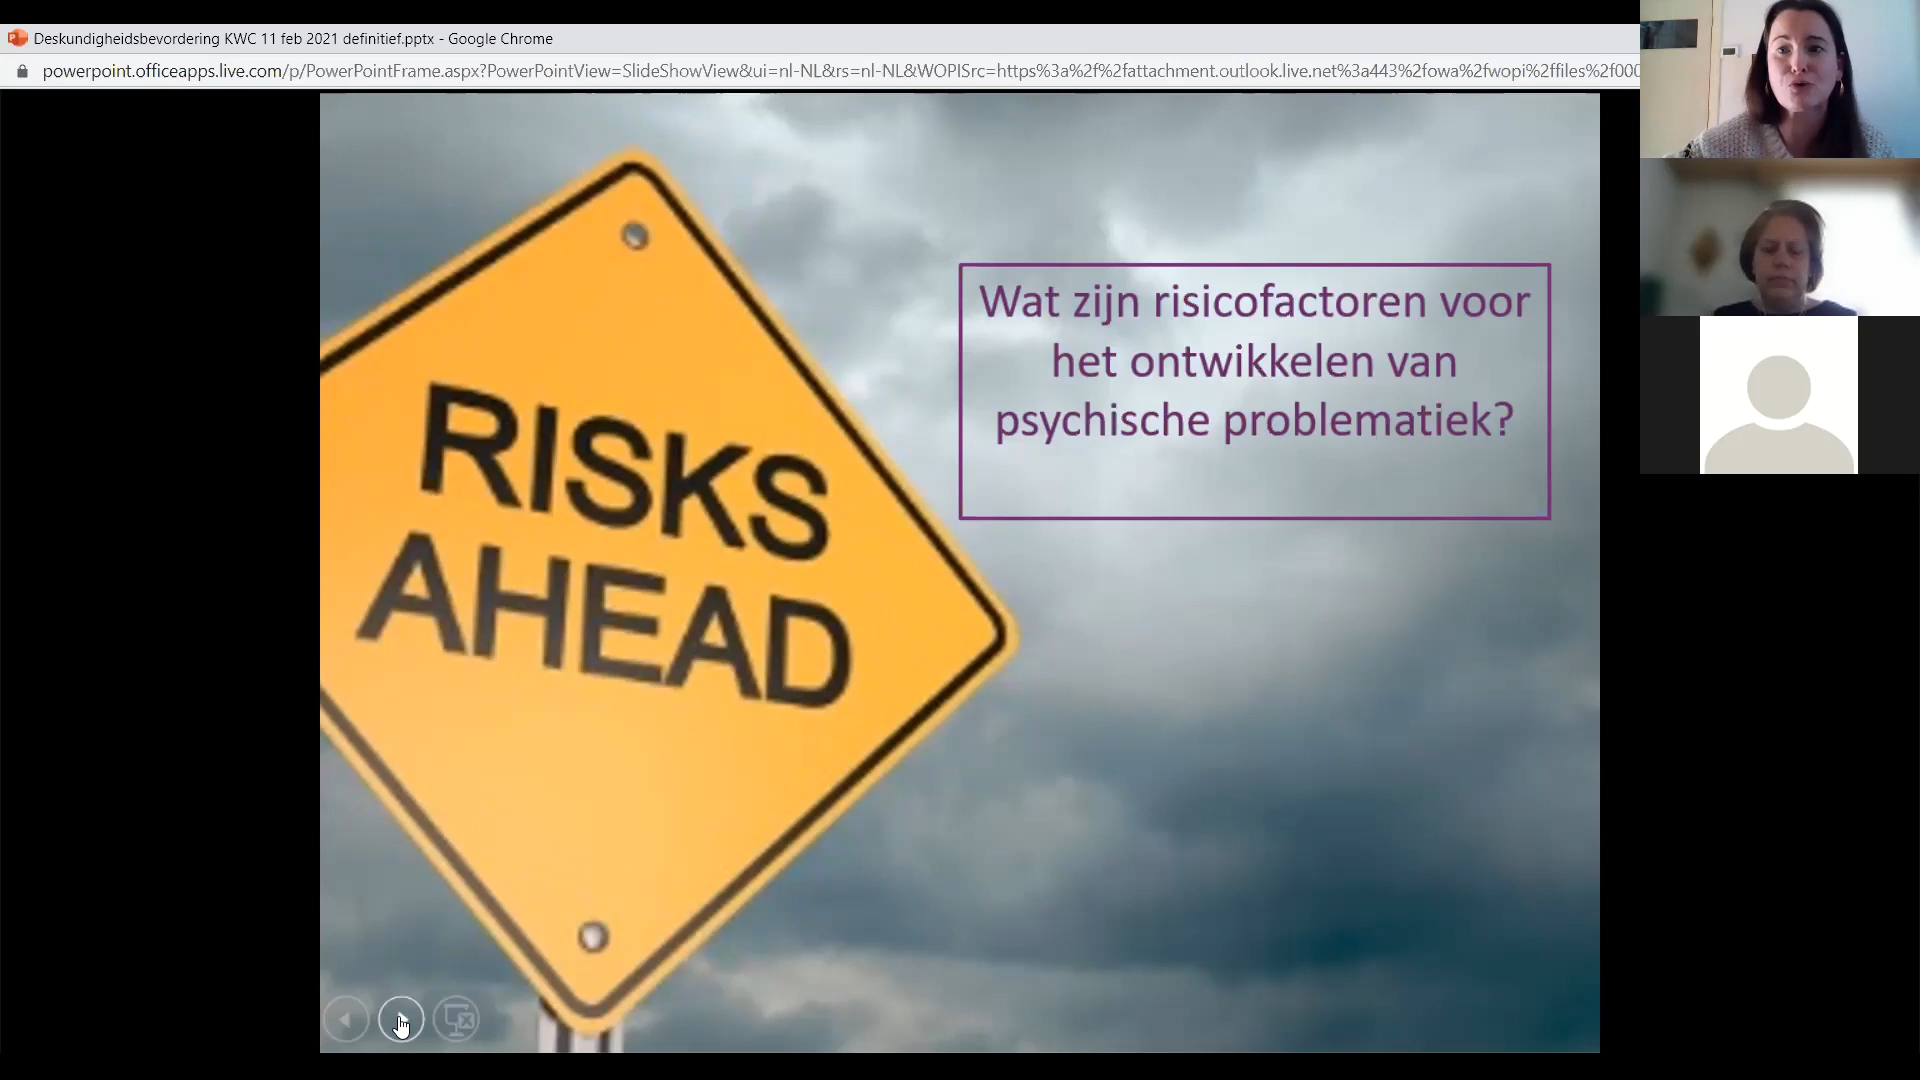 Deskundigheidsbevordering KWC 11 feb 2021 definitief.pptx - Google Chrome
powerpoint.officeapps.live.com/p/PowerPointFrame.aspx?PowerPointView=SlideShowView&ui=nl-NL&rs=nl-NL&WOPISrc=https%3a%2f%2fattachment.outlook.live.net%3a443%2fowa%2fwopi%2ffiles%2f000
Wat zijn risicofactoren voor
het ontwikkelen van
psychische problematiek?
RISKS
AHEAD